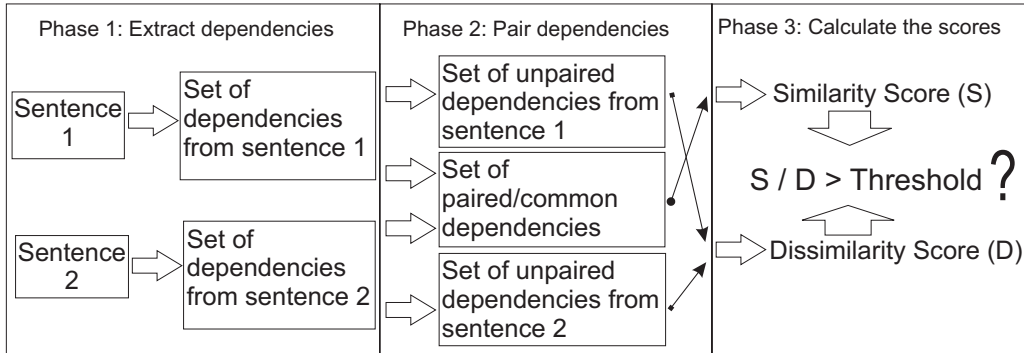 Phase 1: Extract dependencies
Sentence
1
Set of
dependencies
from sentence 1
Sentence
2
Set of
dependencies
from sentence 2
Phase 2: Pair dependencies
Set of unpaired
dependencies from
sentence 1
Set of
paired/common
dependencies
Set of unpaired
dependencies from
sentence 2
Phase 3: Calculate the scores
Similarity Score (S)
S / D > Threshold ?
Dissimilarity Score (D)